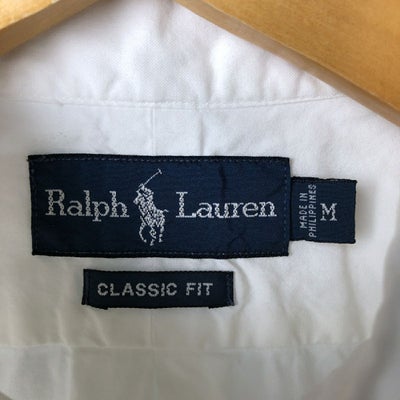 Ralph Lauren
MADE IN
PHILIPPINES
M
CLASSIC FIT